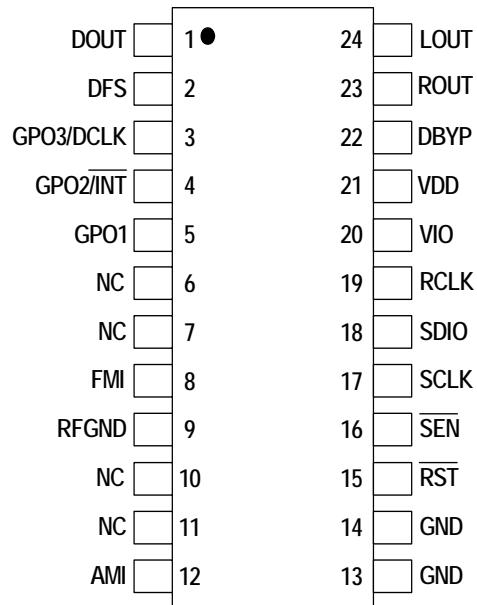 DOUT 1 24 LOUT
DFS 2 23 ROUT
GPO3/DCLK 3 22 DBYP
GPO2/INT 4 21 VDD
GPO1 5 20 VIO
NC 6 19 RCLK
NC 7 18 SDIO
FMI 8 17 SCLK
RFGND 9 16 SEN
NC 10 15 RST
NC 11 14 GND
AMI 12 13 GND